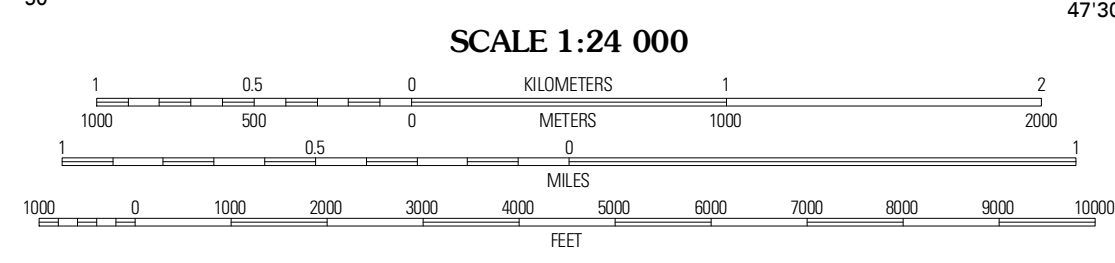 47'30
SCALE 1:24 000
1 0.5 0 KILOMETERS 1 2
1000 500 0 METERS 1000 2000
1 0.5 0 1
MILES
1000 0 1000 2000 3000 4000 5000 6000 7000 8000 9000 10000
FEET